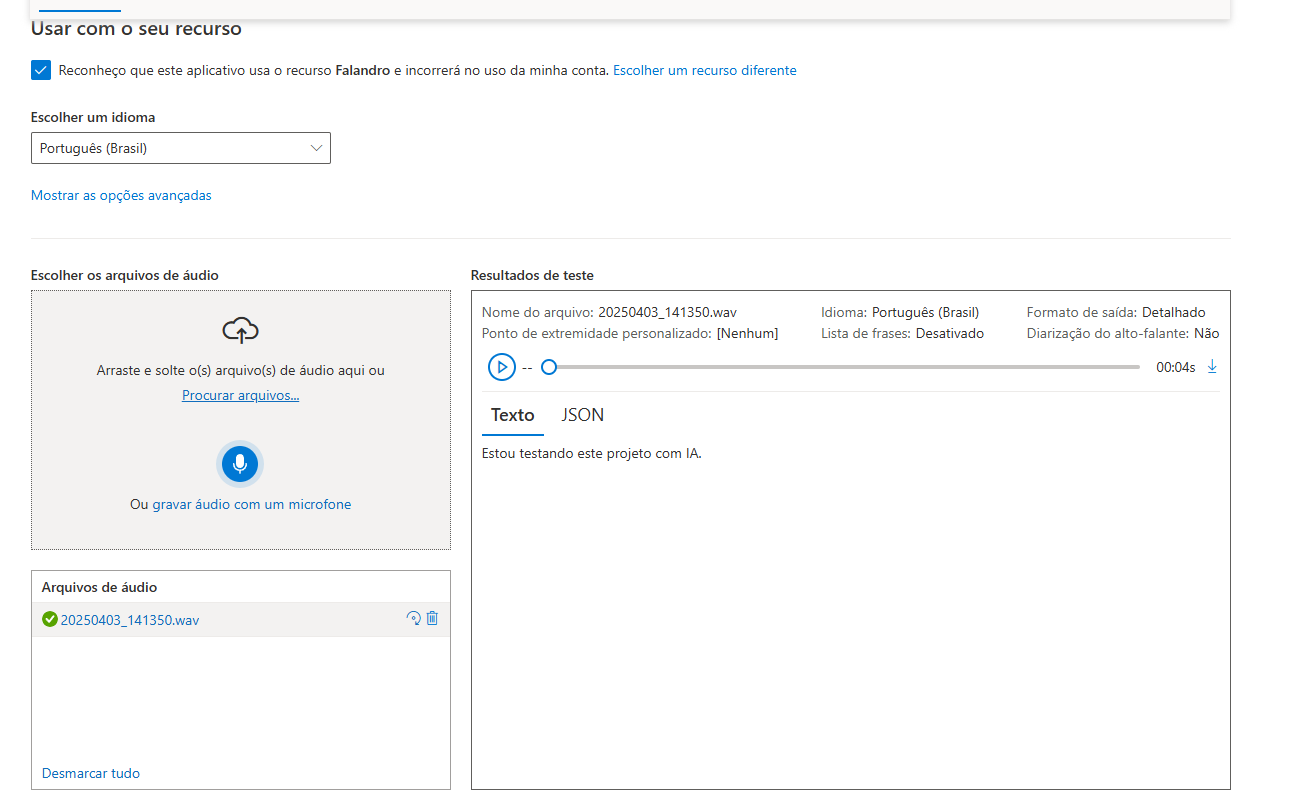 Usar com o seu recurso
Reconheço que este aplicativo usa o recurso Falandro e incorrerá no uso da minha conta. Escolher um recurso diferente
Escolher um idioma
Português (Brasil)
Mostrar as opções avançadas
Escolher os arquivos de áudio
Arraste e solte o(s) arquivo(s) de áudio aqui ou
Procurar arquivos...
Ou gravar áudio com um microfone
Arquivos de áudio
20250403_141350.wav
Desmarcar tudo
Resultados de teste
Nome do arquivo: 20250403_141350.wav Idioma: Português (Brasil) Formato de saída: Detalhado
Ponto de extremidade personalizado: [Nenhum] Lista de frases: Desativado Diarização do alto-falante: Não
-- 00:04s
Texto JSON
Estou testando este projeto com IA.